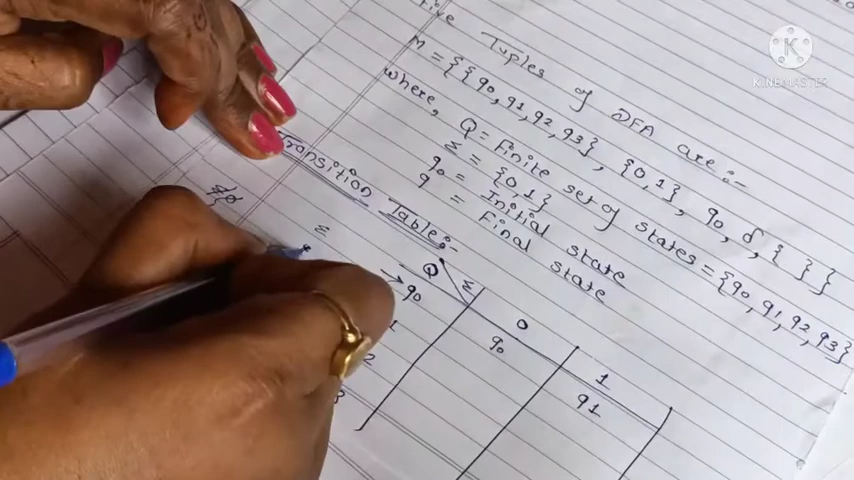 Tuples of DFA are :-
M = { {q0, q1, q2, q3}, {0, 1}, q0, δ, { } }
where, Q = Finite set of states = {q0, q1, q2, q3}
Σ = {0, 1}
q0 = Initial state
q = Final state
Transition Table :-
Q Σ 0 1
→ q0 q0 q1
KINEMASTER